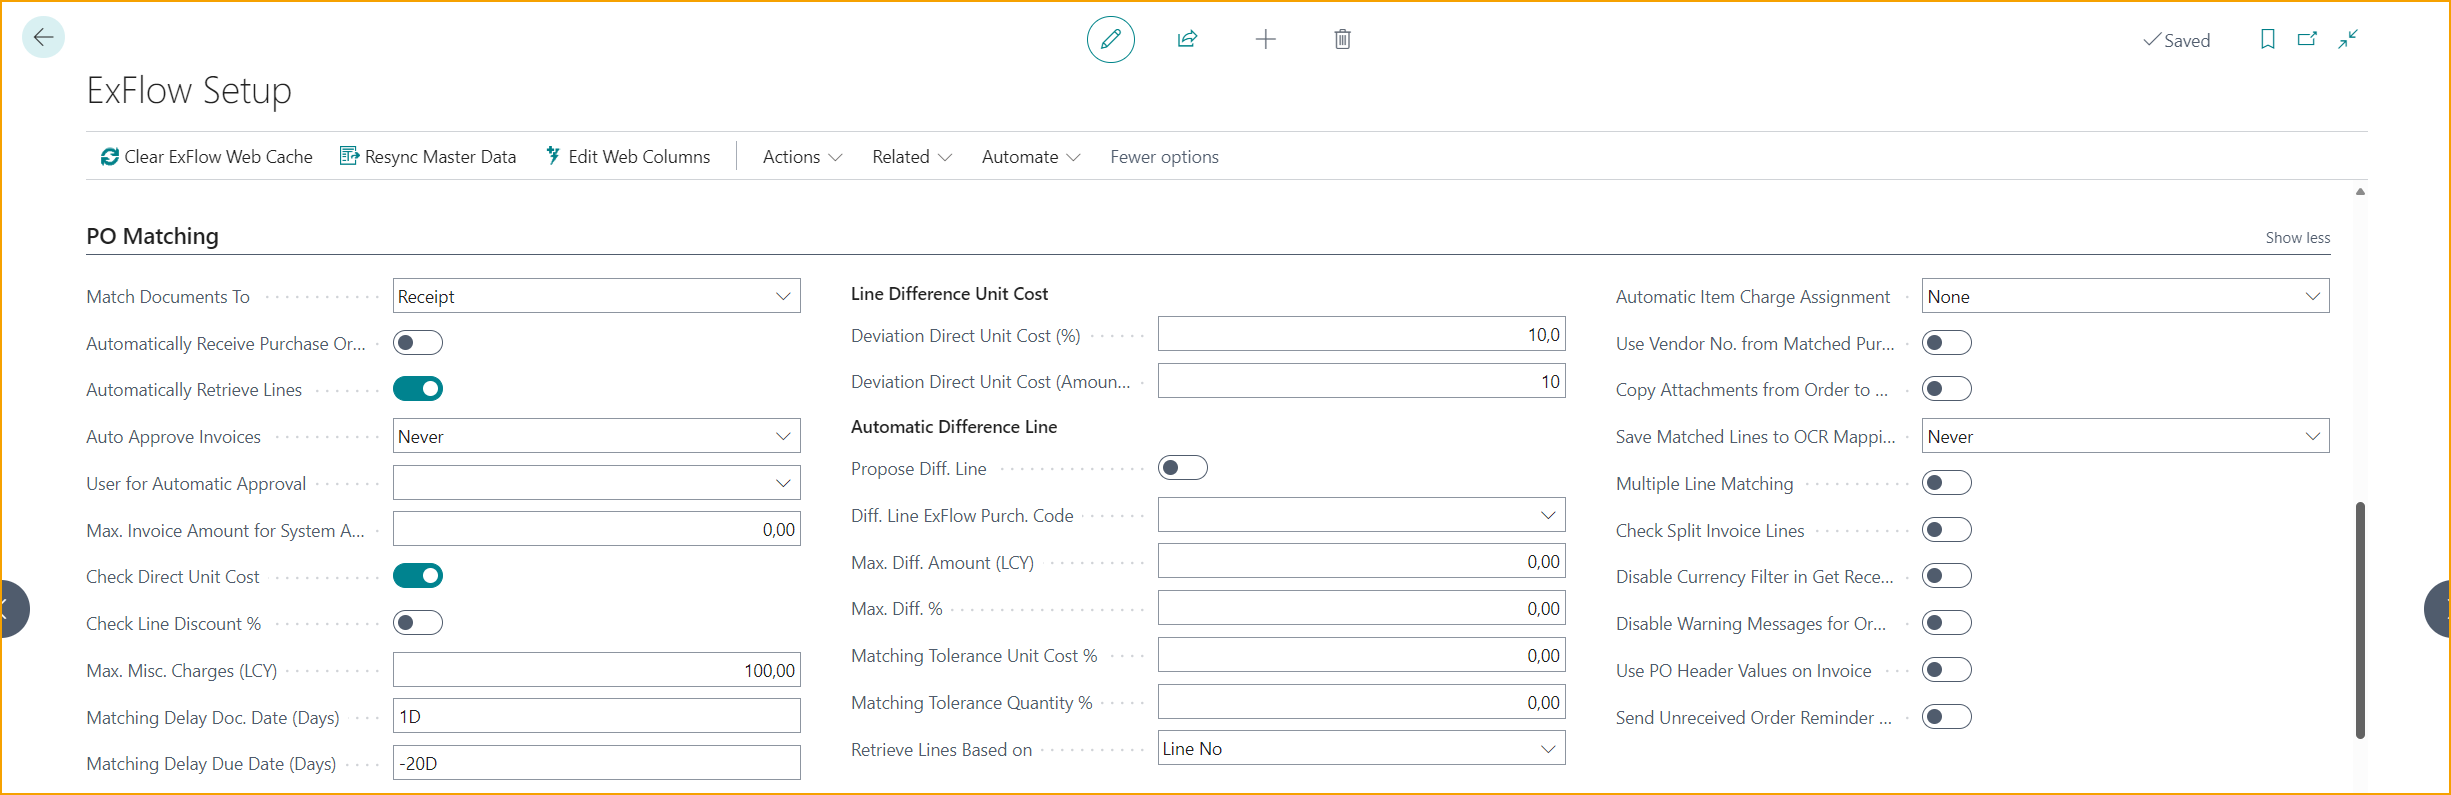 Saved
ExFlow Setup
Clear ExFlow Web Cache
Resync Master Data
Edit Web Columns
Actions
Related
Automate
Fewer options
PO Matching
Show less
Match Documents To
Receipt
Automatically Receive Purchase Or...
Automatically Retrieve Lines
Auto Approve Invoices
Never
User for Automatic Approval
Max. Invoice Amount for System A...
0,00
Check Direct Unit Cost
Check Line Discount %
Max. Misc. Charges (LCY)
100,00
Matching Delay Doc. Date (Days)
1D
Matching Delay Due Date (Days)
-20D
Line Difference Unit Cost
Deviation Direct Unit Cost (%)
10,0
Deviation Direct Unit Cost (Amoun...
10
Automatic Difference Line
Propose Diff. Line
Diff. Line ExFlow Purch. Code
Max. Diff. Amount (LCY)
0,00
Max. Diff. %
0,00
Matching Tolerance Unit Cost %
0,00
Matching Tolerance Quantity %
0,00
Retrieve Lines Based on
Line No
Automatic Item Charge Assignment
None
Use Vendor No. from Matched Pur...
Copy Attachments from Order to ...
Save Matched Lines to OCR Mappi...
Never
Multiple Line Matching
Check Split Invoice Lines
Disable Currency Filter in Get Rece...
Disable Warning Messages for Or...
Use PO Header Values on Invoice
Send Unreceived Order Reminder ...